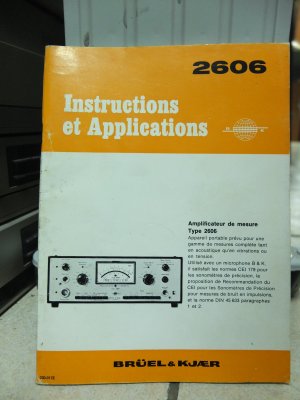 2606
Instructions
et Applications
B K
Amplificateur de mesure
Type 2606
Appareil portable prévu pour une
gamme de mesures complète tant
en acoustique qu'en vibrations ou
en tension.
Utilisé avec un microphone B & K,
il satisfait les normes CEI 179 pour
les sonomètres de précision, la
proposition de Recommandation du
CEI pour les Sonomètres de Précision
pour mesures de bruit en impulsions,
et la norme DIN 45 633 paragraphes
1 et 2.
BRÜEL & KJÆR